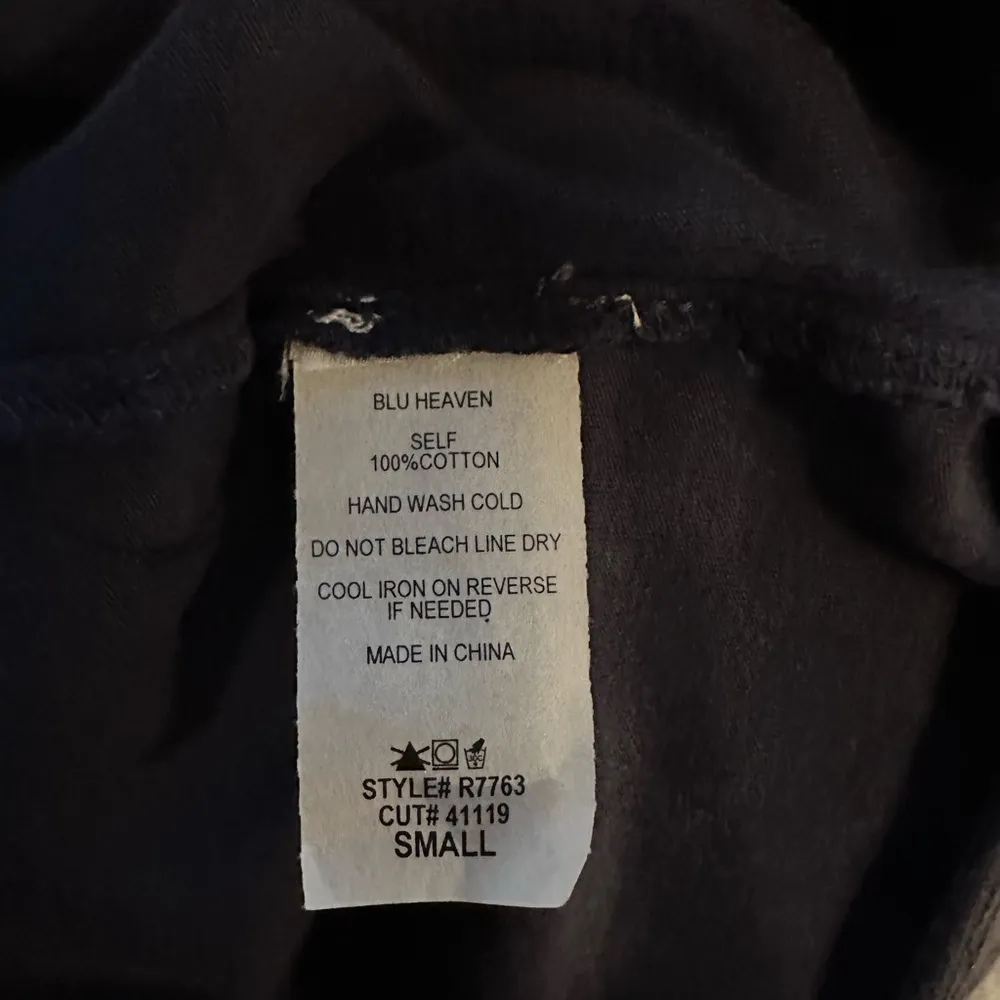 BLU HEAVEN
SELF
100%COTTON
HAND WASH COLD
DO NOT BLEACH LINE DRY
COOL IRON ON REVERSE
IF NEEDED
MADE IN CHINA
STYLE# R7763
CUT# 41119
SMALL